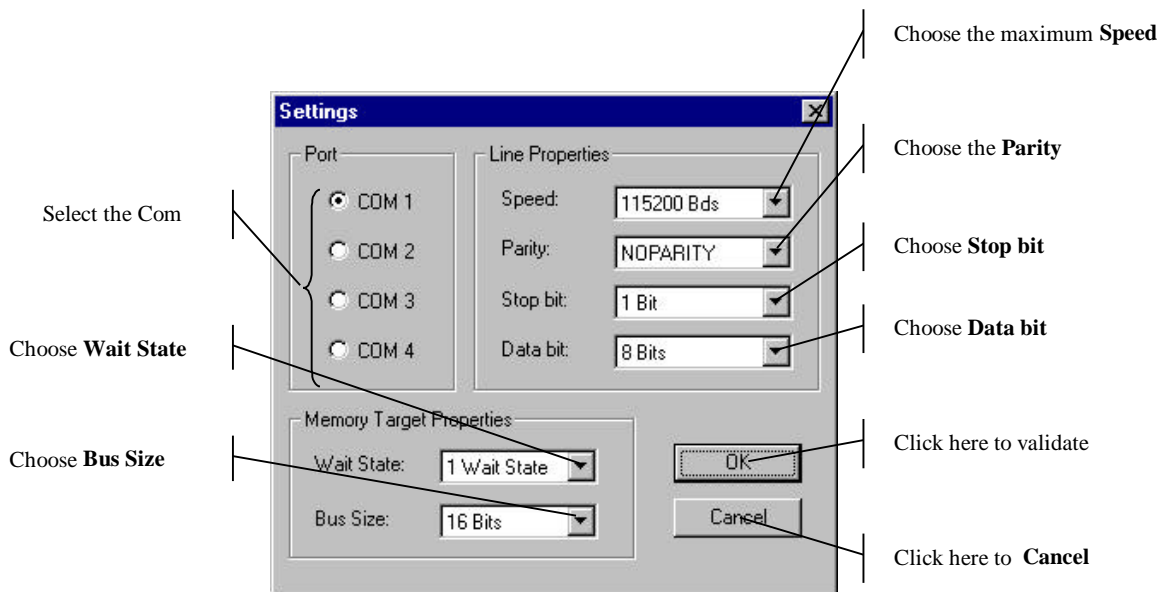 Choose the maximum Speed
Settings
Port
Line Properties
Choose the Parity
Select the Com
COM 1
Speed:
115200 Bds
COM 2
Parity:
NOPARITY
Choose Stop bit
COM 3
Stop bit:
1 Bit
Choose Data bit
Choose Wait State
COM 4
Data bit:
8 Bits
Memory Target Properties
Choose Bus Size
Wait State:
1 Wait State
OK
Click here to validate
Bus Size:
16 Bits
Cancel
Click here to Cancel